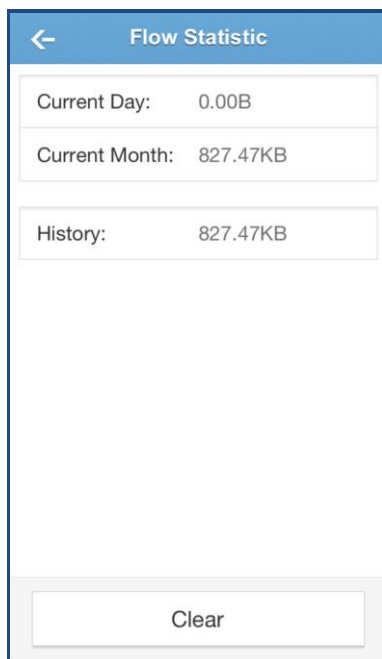 Flow Statistic
Current Day: 0.00B
Current Month: 827.47KB
History: 827.47KB
Clear